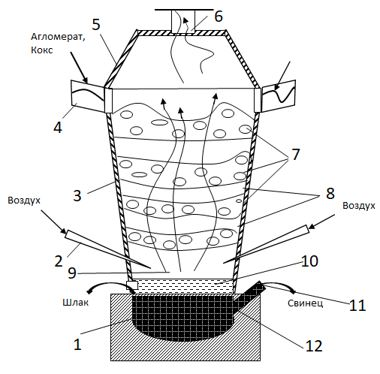 Агломерат,
Кокс
5
6
4
7
3
8
Воздух
Воздух
2
9
10
Шлак
Свинец
11
1
12